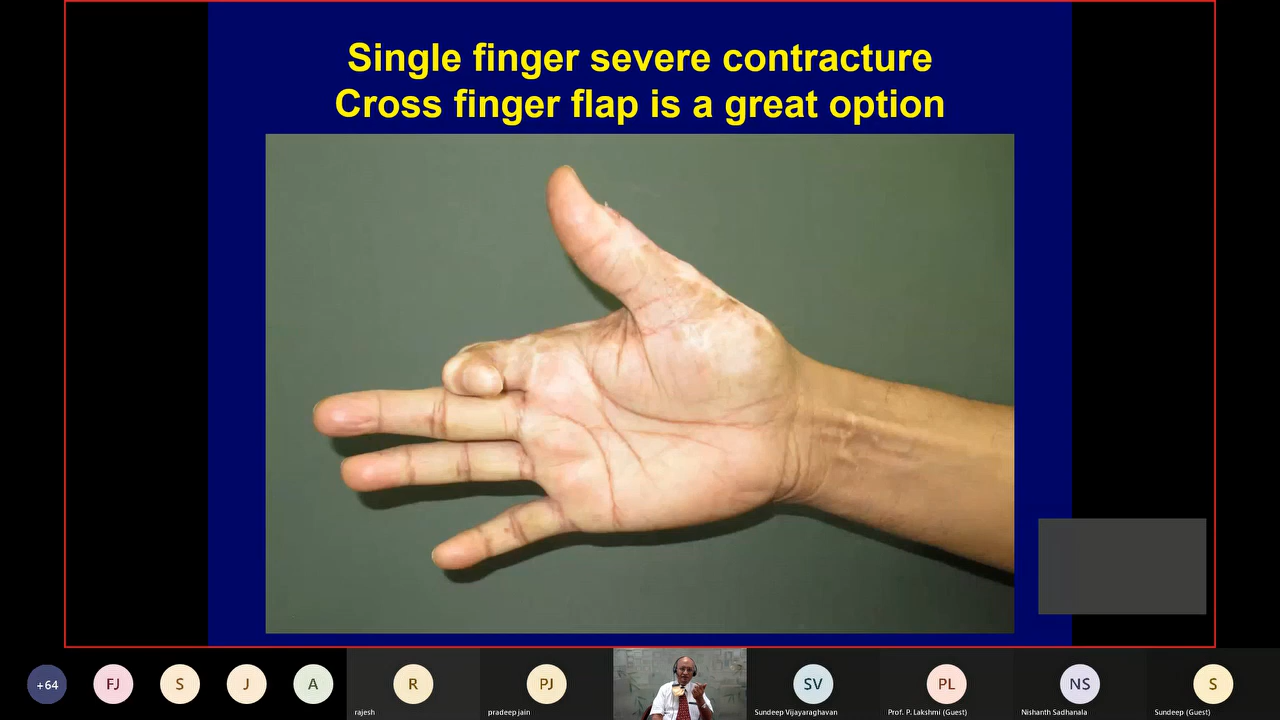 Single finger severe contracture
Cross finger flap is a great option
+64
FJ
S
J
A
R
rajesh
PJ
pradeep jain
SV
Sundeep Vijayaraghavan
PL
Prof. P. Lakshmi (Guest)
NS
Nishanth Sadhanala
S
Sundeep (Guest)